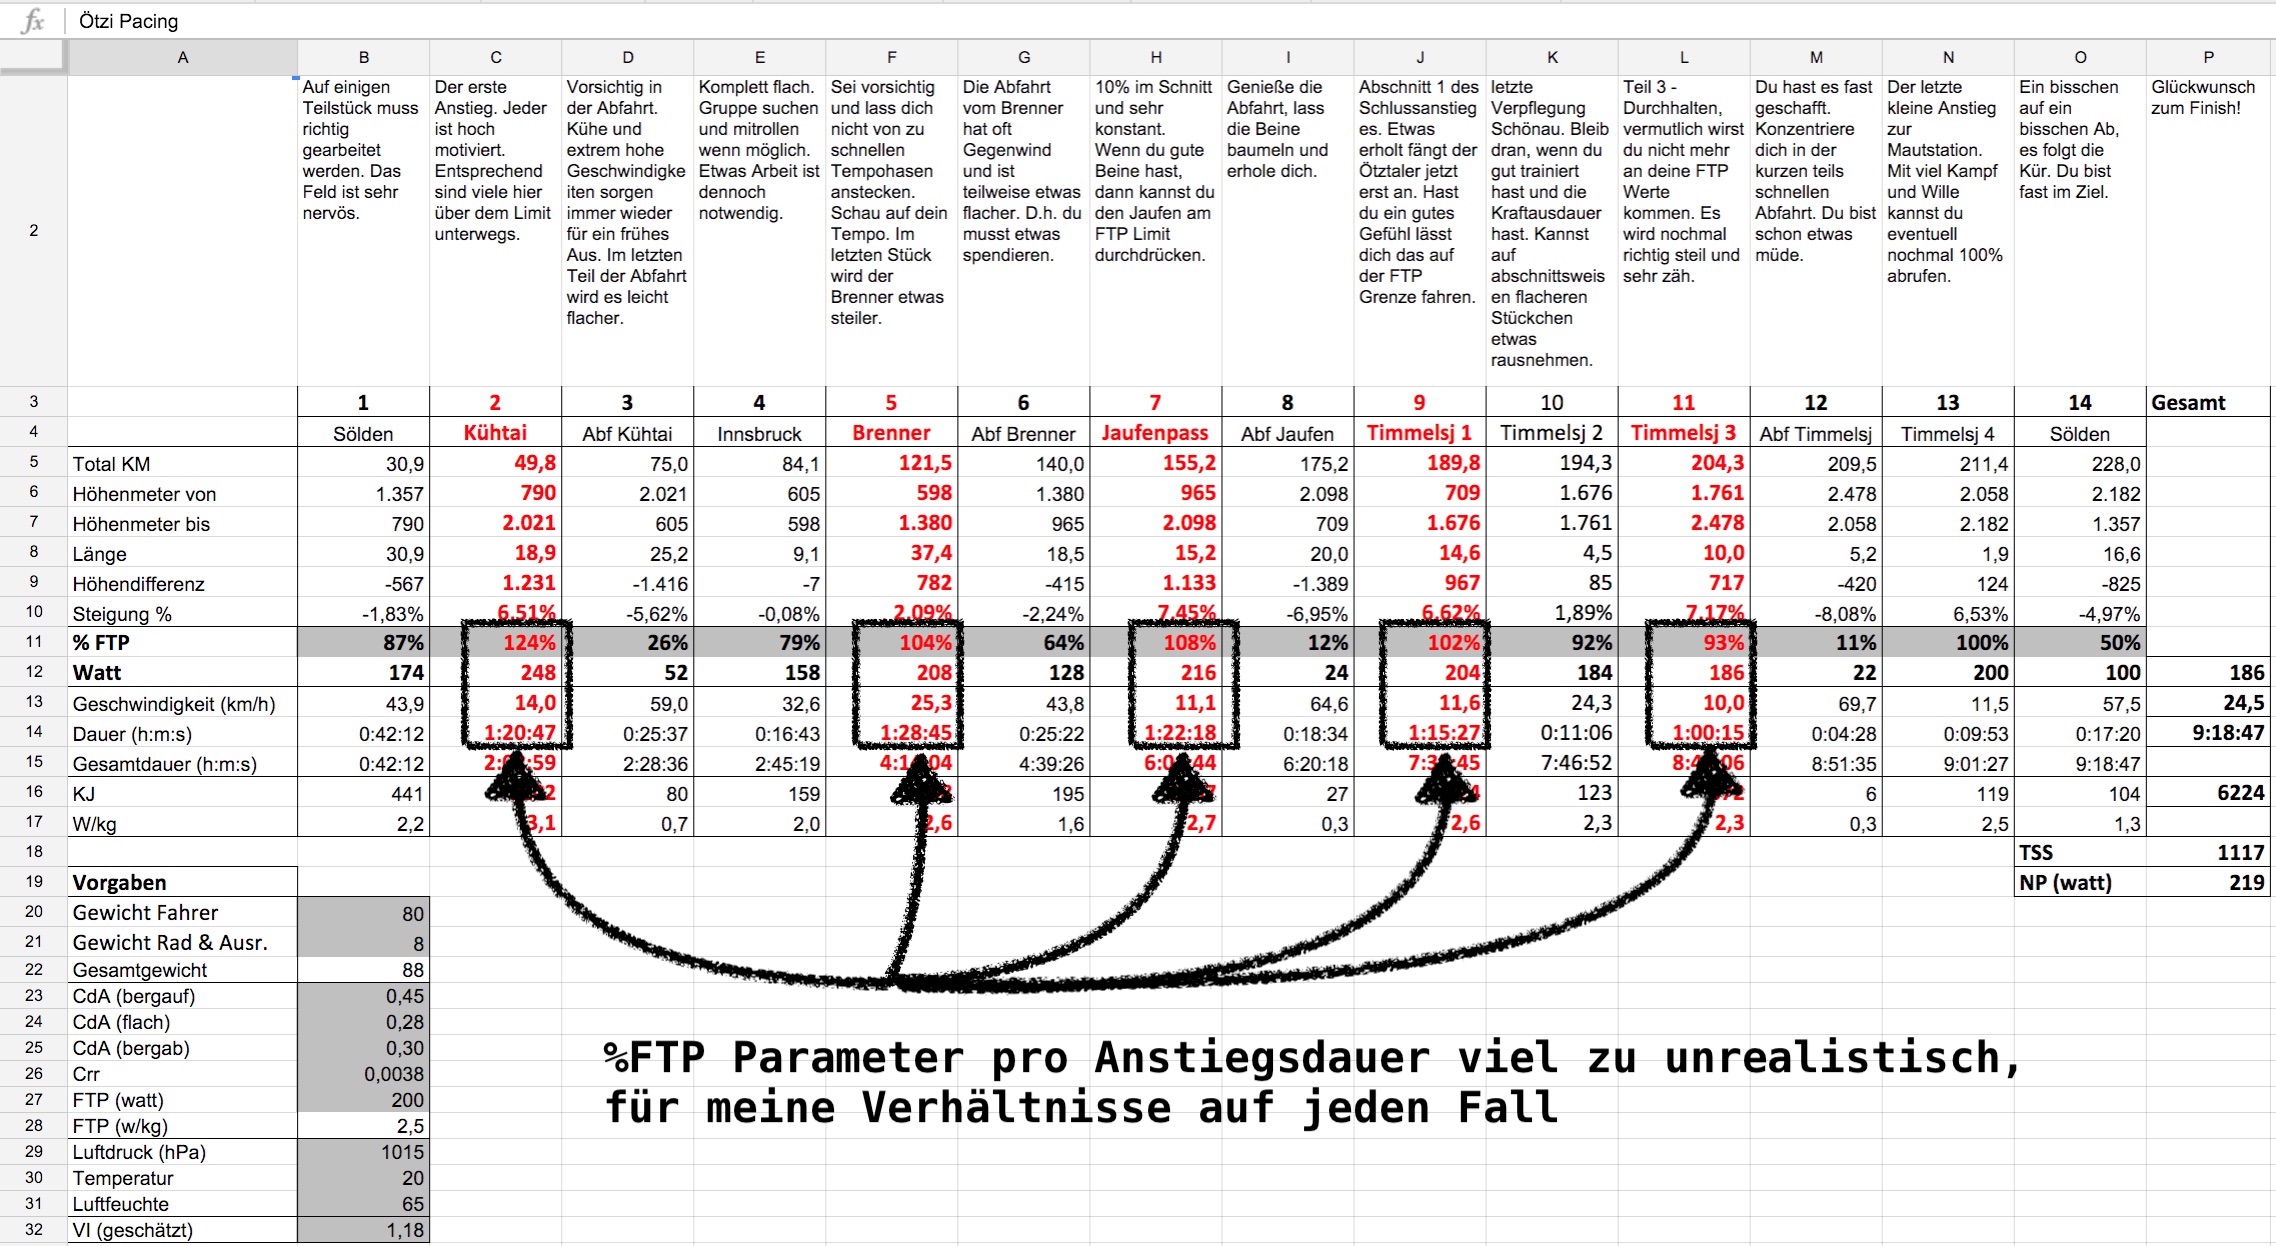 fx Ötzi Pacing
A B C D E F G H I J K L M N O P
2
Auf einigen
Teilstück muss
richtig
gearbeitet
werden. Das
Feld ist sehr
nervös.
Der erste
Anstieg. Jeder
ist hoch
motiviert.
Entsprechend
sind viele hier
über dem Limit
unterwegs.
Vorsichtig in
der Abfahrt.
Kühe und
extrem hohe
Geschwindigke
iten sorgen
immer wieder
für ein frühes
Aus. Im letzten
Teil der Abfahrt
wird es leicht
flacher.
Komplett flach.
Gruppe suchen
und mitrollen
wenn möglich.
Etwas Arbeit ist
dennoch
notwendig.
Sei vorsichtig
und lass dich
nicht von zu
schnellen
Tempohasen
anstecken.
Schau auf dein
Tempo. Im
letzten Stück
wird der
Brenner etwas
steiler.
Die Abfahrt
vom Brenner
hat oft
Gegenwind
und ist
teilweise etwas
flacher. D.h. du
musst etwas
spendieren.
10% im Schnitt
und sehr
konstant.
Wenn du gute
Beine hast,
dann kannst du
den Jaufen am
FTP Limit
durchdrücken.
Genieße die
Abfahrt, lass
die Beine
baumeln und
erhole dich.
Abschnitt 1 des
Schlussanstieg
es. Etwas
erholt fängt der
Ötztaler jetzt
erst an. Hast
du ein gutes
Gefühl lässt
dich das auf
der FTP
Grenze fahren.
letzte
Verpflegung
Schönau. Bleib
dran, wenn du
gut trainiert
hast und die
Kraftausdauer
hast. Kannst
auf
abschnittsweis
en flacheren
Stückchen
etwas
rausnehmen.
Teil 3 -
Durchhalten,
vermutlich wirst
du nicht mehr
an deine FTP
Werte
kommen. Es
wird nochmal
richtig steil und
sehr zäh.
Du hast es fast
geschafft.
Konzentriere
dich in der
kurzen teils
schnellen
Abfahrt. Du bist
schon etwas
müde.
Der letzte
kleine Anstieg
zur
Mautstation.
Mit viel Kampf
und Wille
kannst du
eventuell
nochmal 100%
abrufen.
Ein bisschen
auf ein
bisschen Ab,
es folgt die
Kür. Du bist
fast im Ziel.
Glückwunsch
zum Finish!
3 1 2 3 4 5 6 7 8 9 10 11 12 13 14 Gesamt
4 Sölden Kühtai Abf Kühtai Innsbruck Brenner Abf Brenner Jaufenpass Abf Jaufen Timmelsj 1 Timmelsj 2 Timmelsj 3 Abf Timmelsj Timmelsj 4 Sölden
5 Total KM 30,9 49,8 75,0 84,1 121,5 140,0 155,2 175,2 189,8 194,3 204,3 209,5 211,4 228,0
6 Höhenmeter von 1.357 790 2.021 605 598 1.380 965 2.098 709 1.676 1.761 2.478 2.058 2.182
7 Höhenmeter bis 790 2.021 605 598 1.380 965 2.098 709 1.676 1.761 2.478 2.058 2.182 1.357
8 Länge 30,9 18,9 25,2 9,1 37,4 18,5 15,2 20,0 14,6 4,5 10,0 5,2 1,9 16,6
9 Höhendifferenz -567 1.231 -1.416 -7 782 -415 1.133 -1.389 967 85 717 -420 124 -825
10 Steigung % -1,83% 6,51% -5,62% -0,08% 2,09% -2,24% 7,45% -6,95% 6,62% 1,89% 7,17% -8,08% 6,53% -4,97%
11 % FTP 87% 124% 26% 79% 104% 64% 108% 12% 102% 92% 93% 11% 100% 50%
12 Watt 174 248 52 158 208 128 216 24 204 184 186 22 200 100 186
13 Geschwindigkeit (km/h) 43,9 14,0 59,0 32,6 25,3 43,8 11,1 64,6 11,6 24,3 10,0 69,7 11,5 57,5 24,5
14 Dauer (h:m:s) 0:42:12 1:20:47 0:25:37 0:16:43 1:28:45 0:25:22 1:22:18 0:18:34 1:15:27 0:11:06 1:00:15 0:04:28 0:09:53 0:17:20 9:18:47
15 Gesamtdauer (h:m:s) 0:42:12 2:28:36 2:45:19 4:39:26 6:20:18 7:46:52 8:51:35 9:01:27 9:18:47
16 KJ 441 80 159 195 27 123 6 119 104 6224
17 W/kg 2,2 3,1 0,7 2,0 2,6 1,6 2,7 0,3 2,6 2,3 2,3 0,3 2,5 1,3
18 TSS 1117
19 Vorgaben NP (watt) 219
20 Gewicht Fahrer 80
21 Gewicht Rad & Ausr. 8
22 Gesamtgewicht 88
23 CdA (bergauf) 0,45
24 CdA (flach) 0,28
25 CdA (bergab) 0,30
26 Crr 0,0038
27 FTP (watt) 200
28 FTP (w/kg) 2,5
29 Luftdruck (hPa) 1015
30 Temperatur 20
31 Luftfeuchte 65
32 VI (geschätzt) 1,18
%FTP Parameter pro Anstiegsdauer viel zu unrealistisch,
für meine Verhältnisse auf jeden Fall